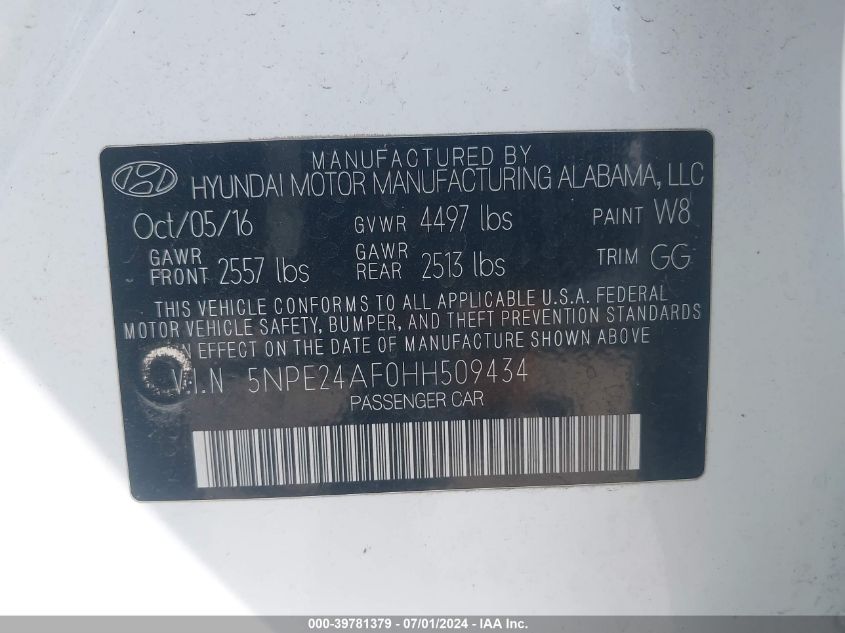 MANUFACTURED BY
HYUNDAI MOTOR MANUFACTURING ALABAMA, LLC
Oct/05/16 GVWR 4497 lbs PAINT W8
GAWR FRONT 2557 lbs GAWR REAR 2513 lbs TRIM GG
THIS VEHICLE CONFORMS TO ALL APPLICABLE U.S.A. FEDERAL
MOTOR VEHICLE SAFETY, BUMPER, AND THEFT PREVENTION STANDARDS
IN EFFECT ON THE DATE OF MANUFACTURE SHOWN ABOVE
V.I.N 5NPE24AF0HH509434
PASSENGER CAR
000-39781379 - 07/01/2024 - IAA Inc.